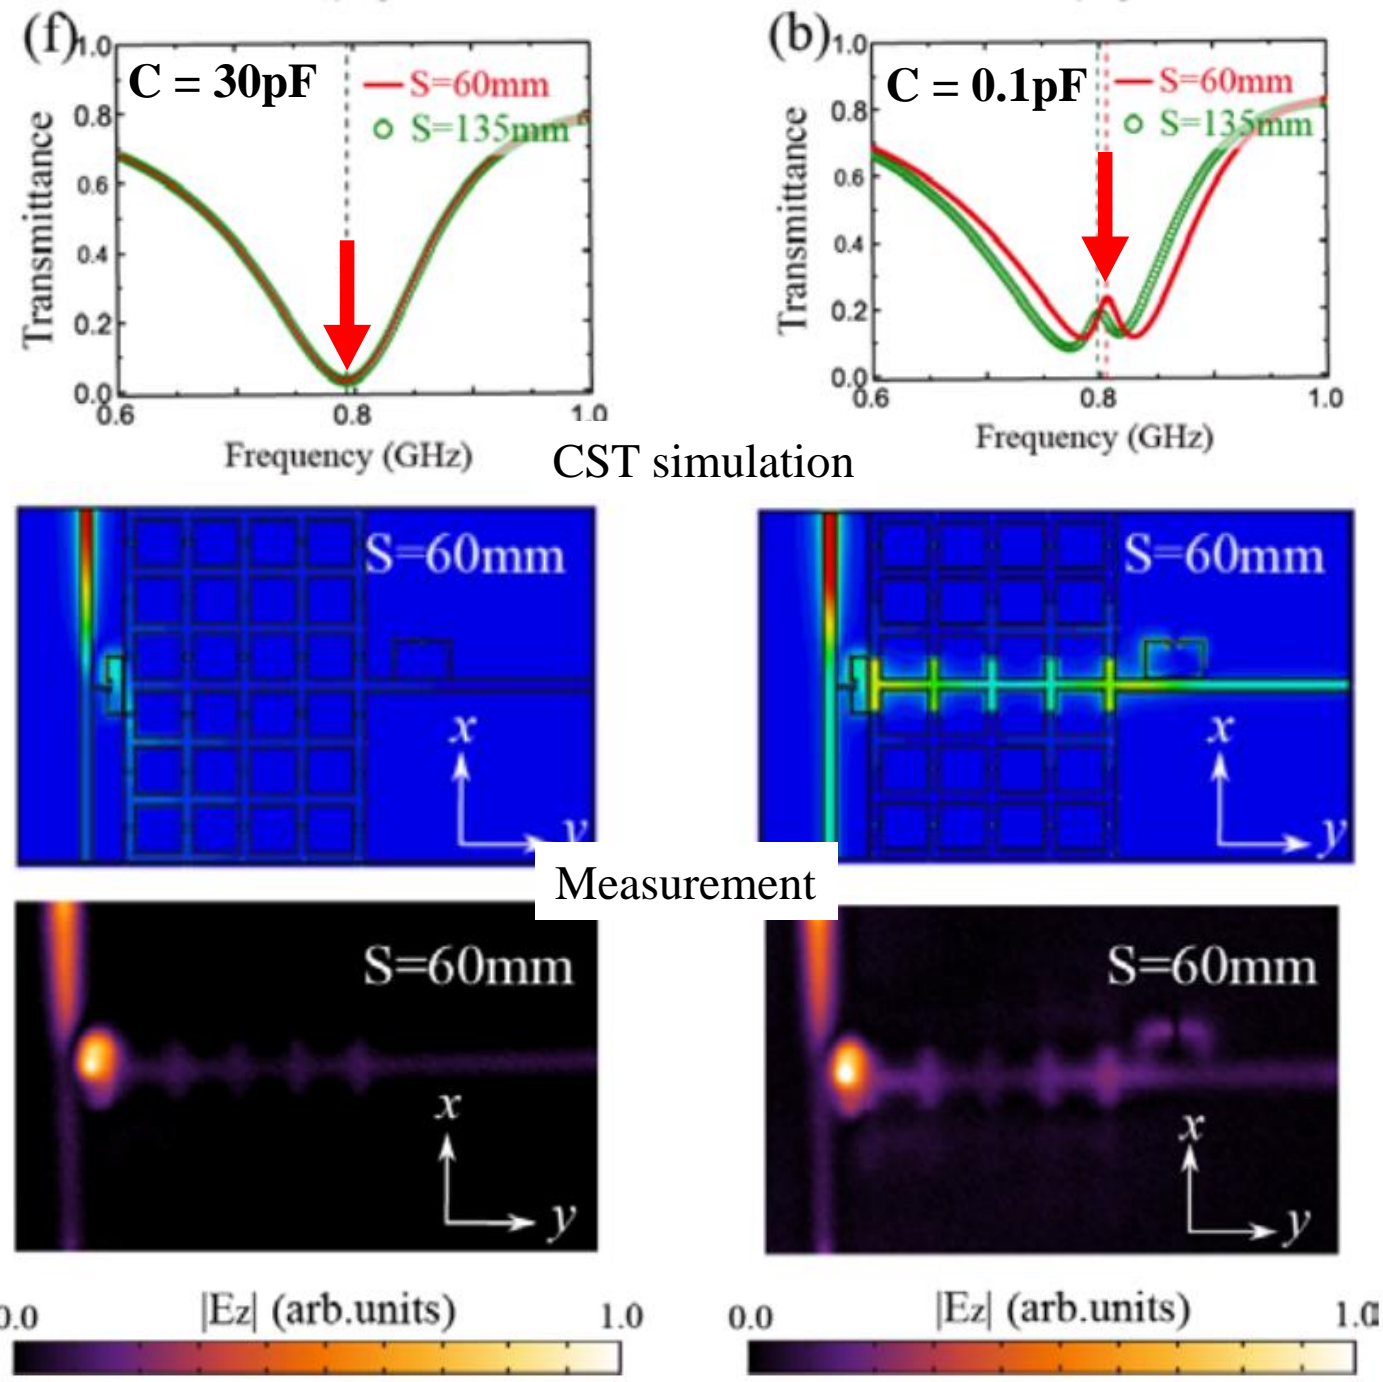 (f)
1.0
0.8
0.6
0.4
0.2
0.0
Transmittance
C = 30pF
S=60mm
S=135mm
0.6
0.8
1.0
Frequency (GHz)
(b)
1.0
0.8
0.6
0.4
0.2
0.0
Transmittance
C = 0.1pF
S=60mm
S=135mm
0.6
0.8
1.0
Frequency (GHz)
CST simulation
S=60mm
x
y
S=60mm
x
y
Measurement
S=60mm
x
y
S=60mm
x
y
0.0
|Ez| (arb.units)
1.0
0.0
|Ez| (arb.units)
1.0